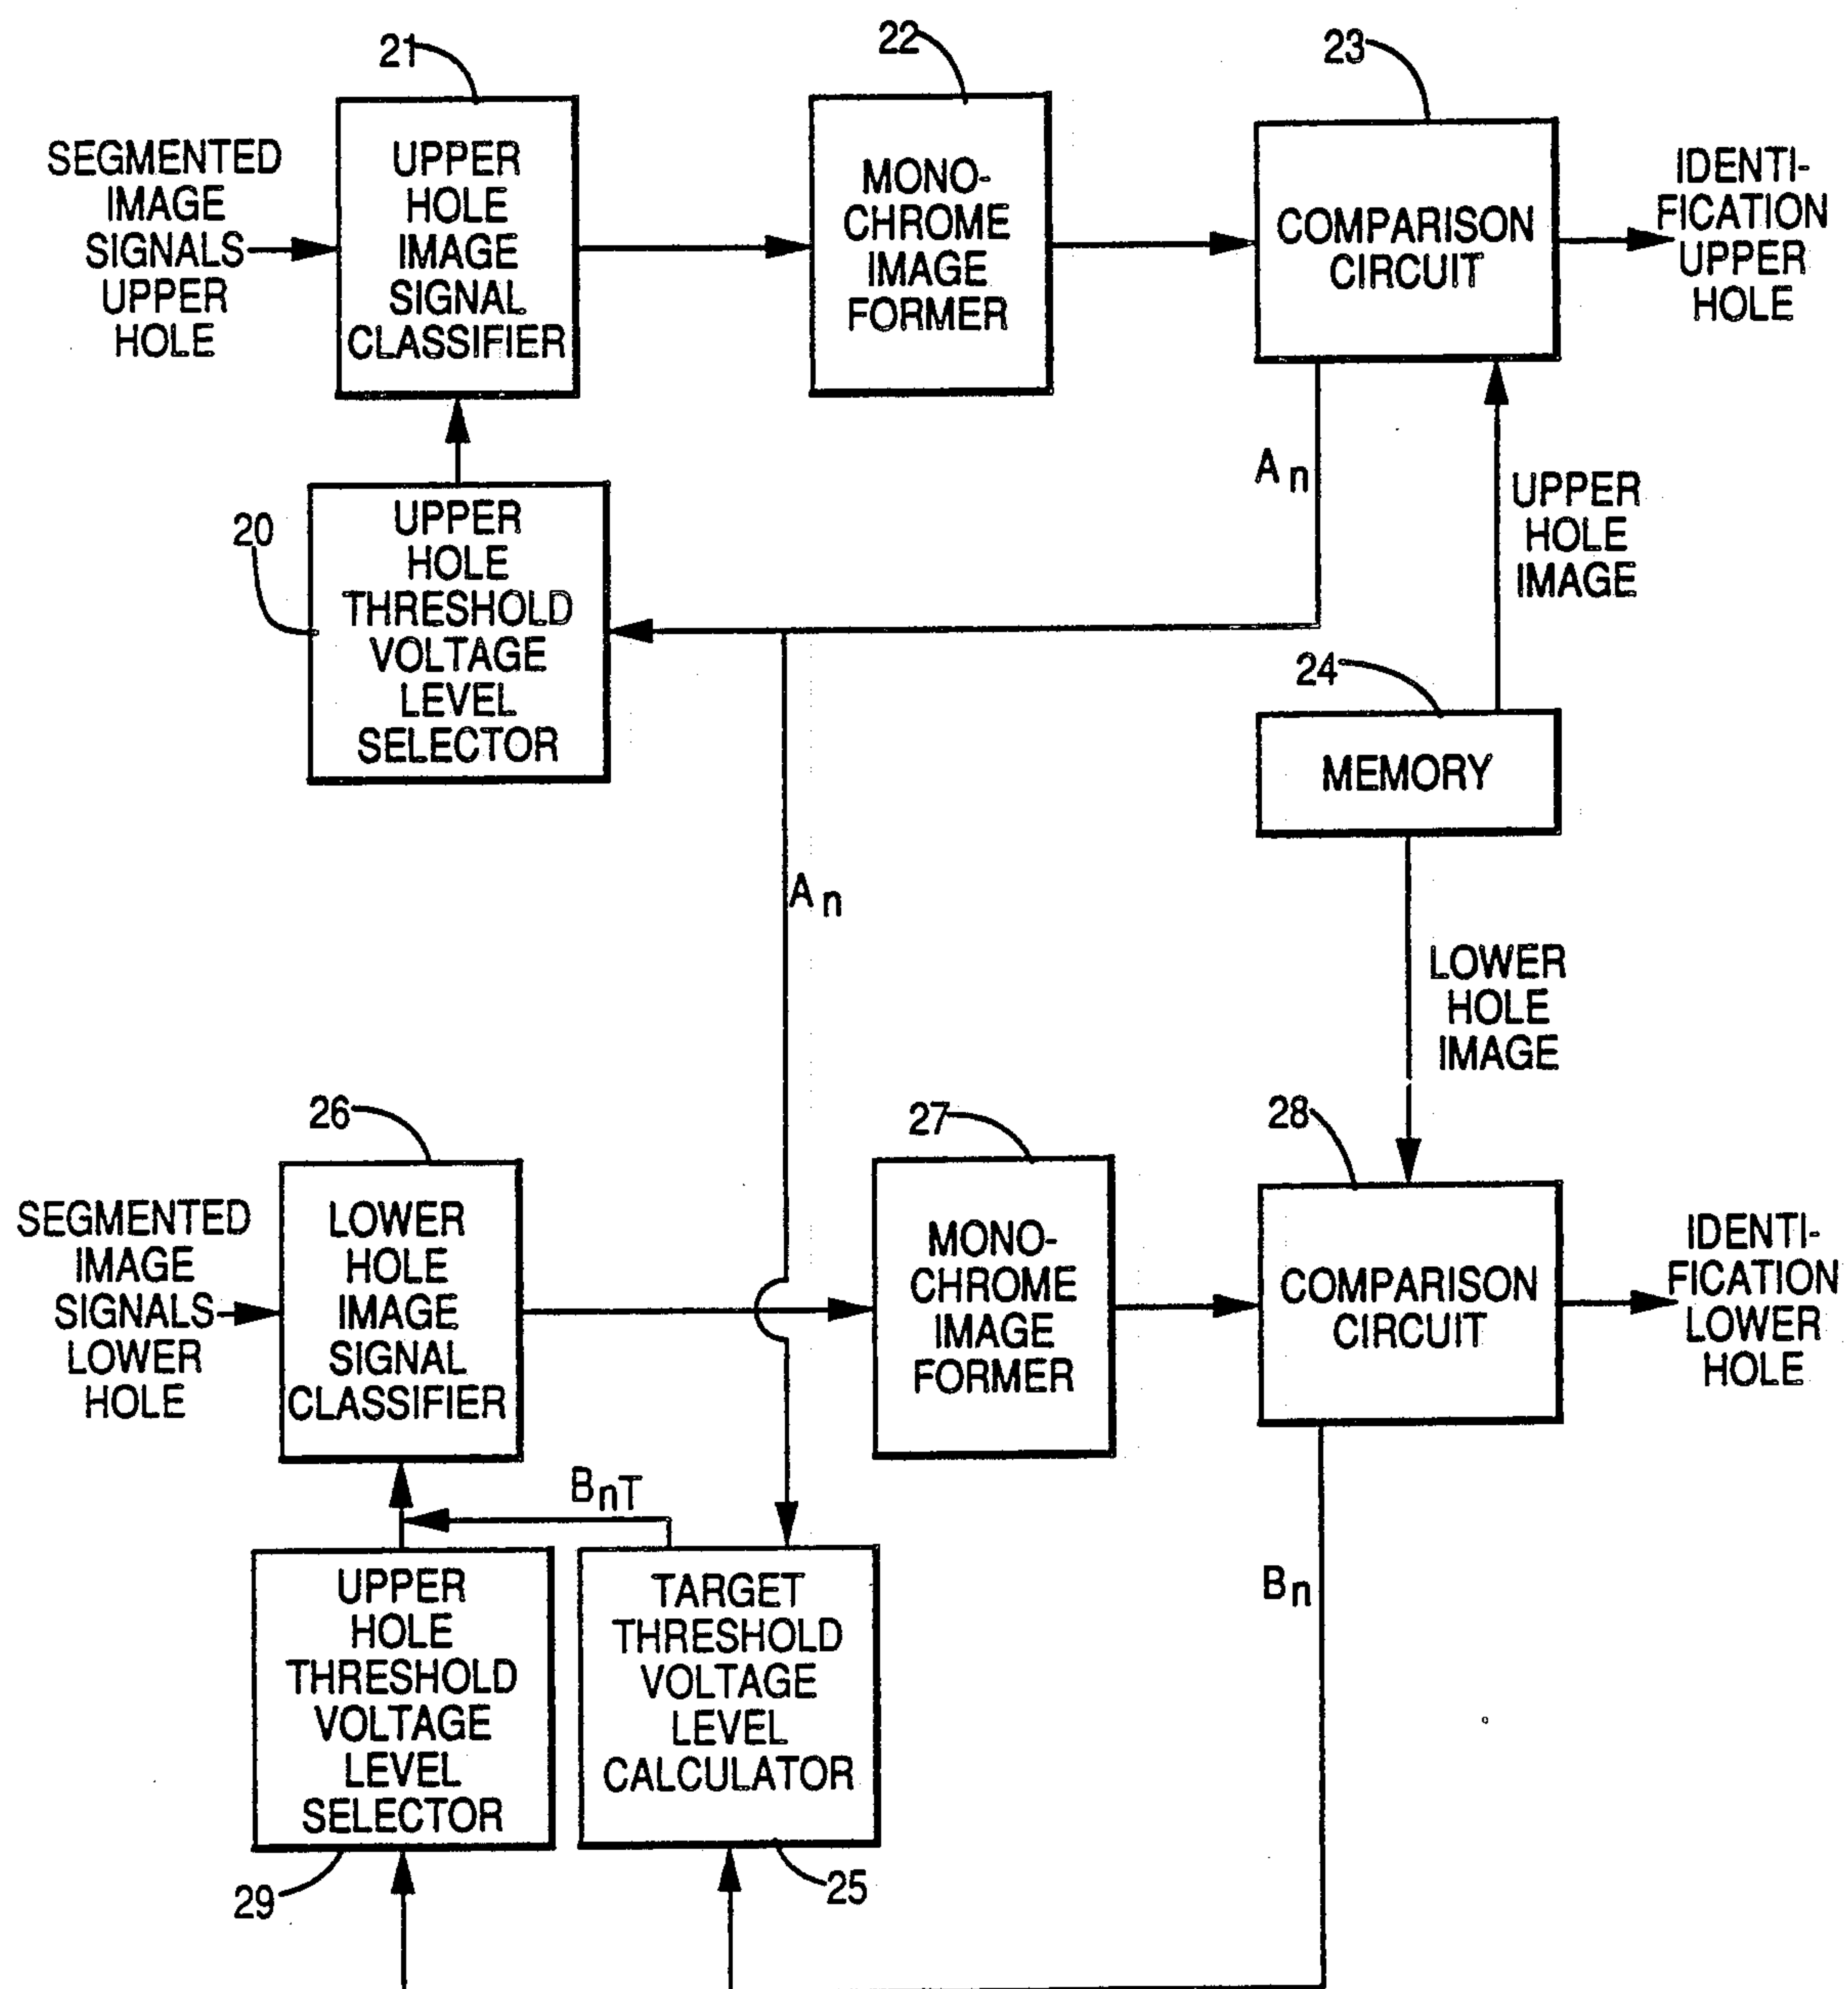 21
22
23
SEGMENTED
IMAGE
SIGNALS
UPPER
HOLE
UPPER
HOLE
IMAGE
SIGNAL
CLASSIFIER
MONO-
CHROME
IMAGE
FORMER
COMPARISON
CIRCUIT
IDENTI-
FICATION
UPPER
HOLE
An
20
UPPER
HOLE
THRESHOLD
VOLTAGE
LEVEL
SELECTOR
UPPER
HOLE
IMAGE
24
MEMORY
An
LOWER
HOLE
IMAGE
26
27
28
SEGMENTED
IMAGE
SIGNALS
LOWER
HOLE
LOWER
HOLE
IMAGE
SIGNAL
CLASSIFIER
MONO-
CHROME
IMAGE
FORMER
COMPARISON
CIRCUIT
IDENTI-
FICATION
LOWER
HOLE
BnT
UPPER
HOLE
THRESHOLD
VOLTAGE
LEVEL
SELECTOR
TARGET
THRESHOLD
VOLTAGE
LEVEL
CALCULATOR
Bn
29
25